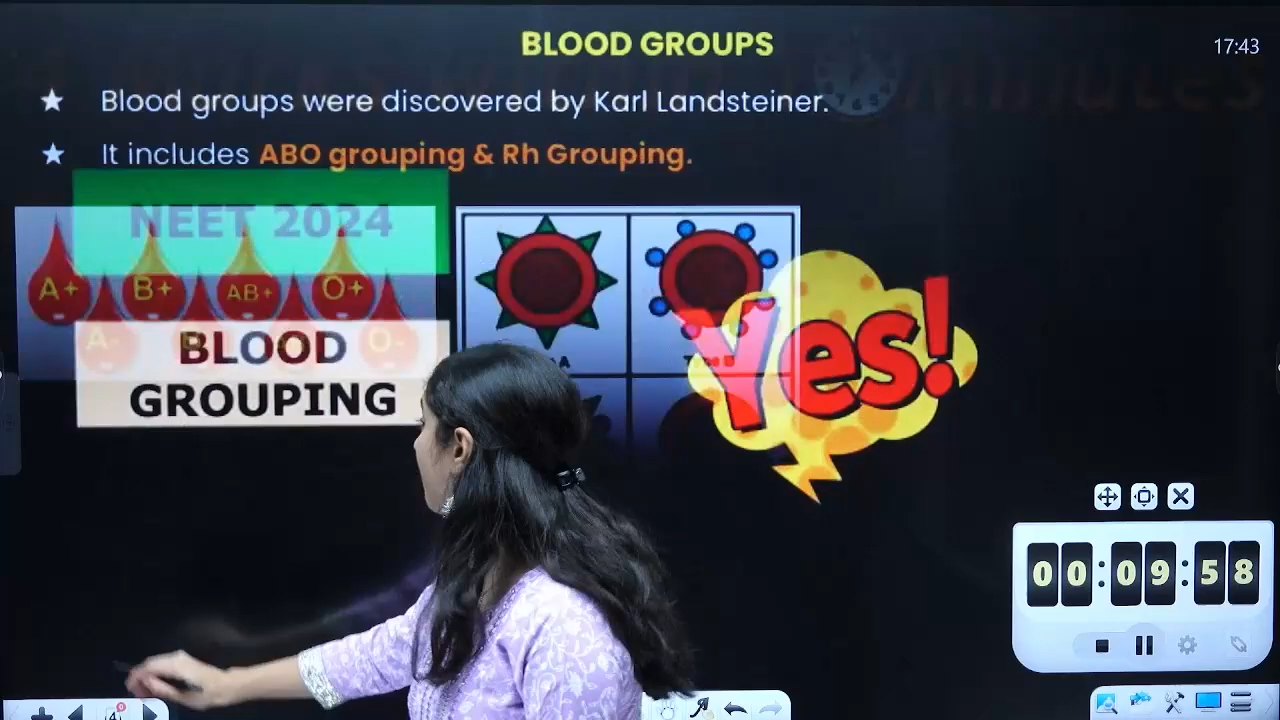 BLOOD GROUPS
17:43
Minutes
★ Blood groups were discovered by Karl Landsteiner.
★ It includes ABO grouping & Rh Grouping.
NEET 2024
A+ B+ AB+ O+
A- O-
BLOOD
GROUPING
Yes!
00:09:58